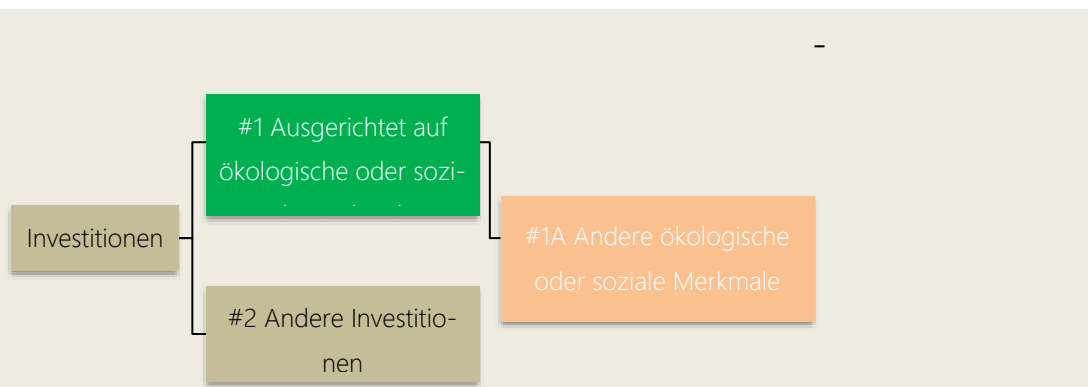 -
#1 Ausgerichtet auf
ökologische oder sozi-
Investitionen
#1A Andere ökologische
oder soziale Merkmale
#2 Andere Investitio-
nen